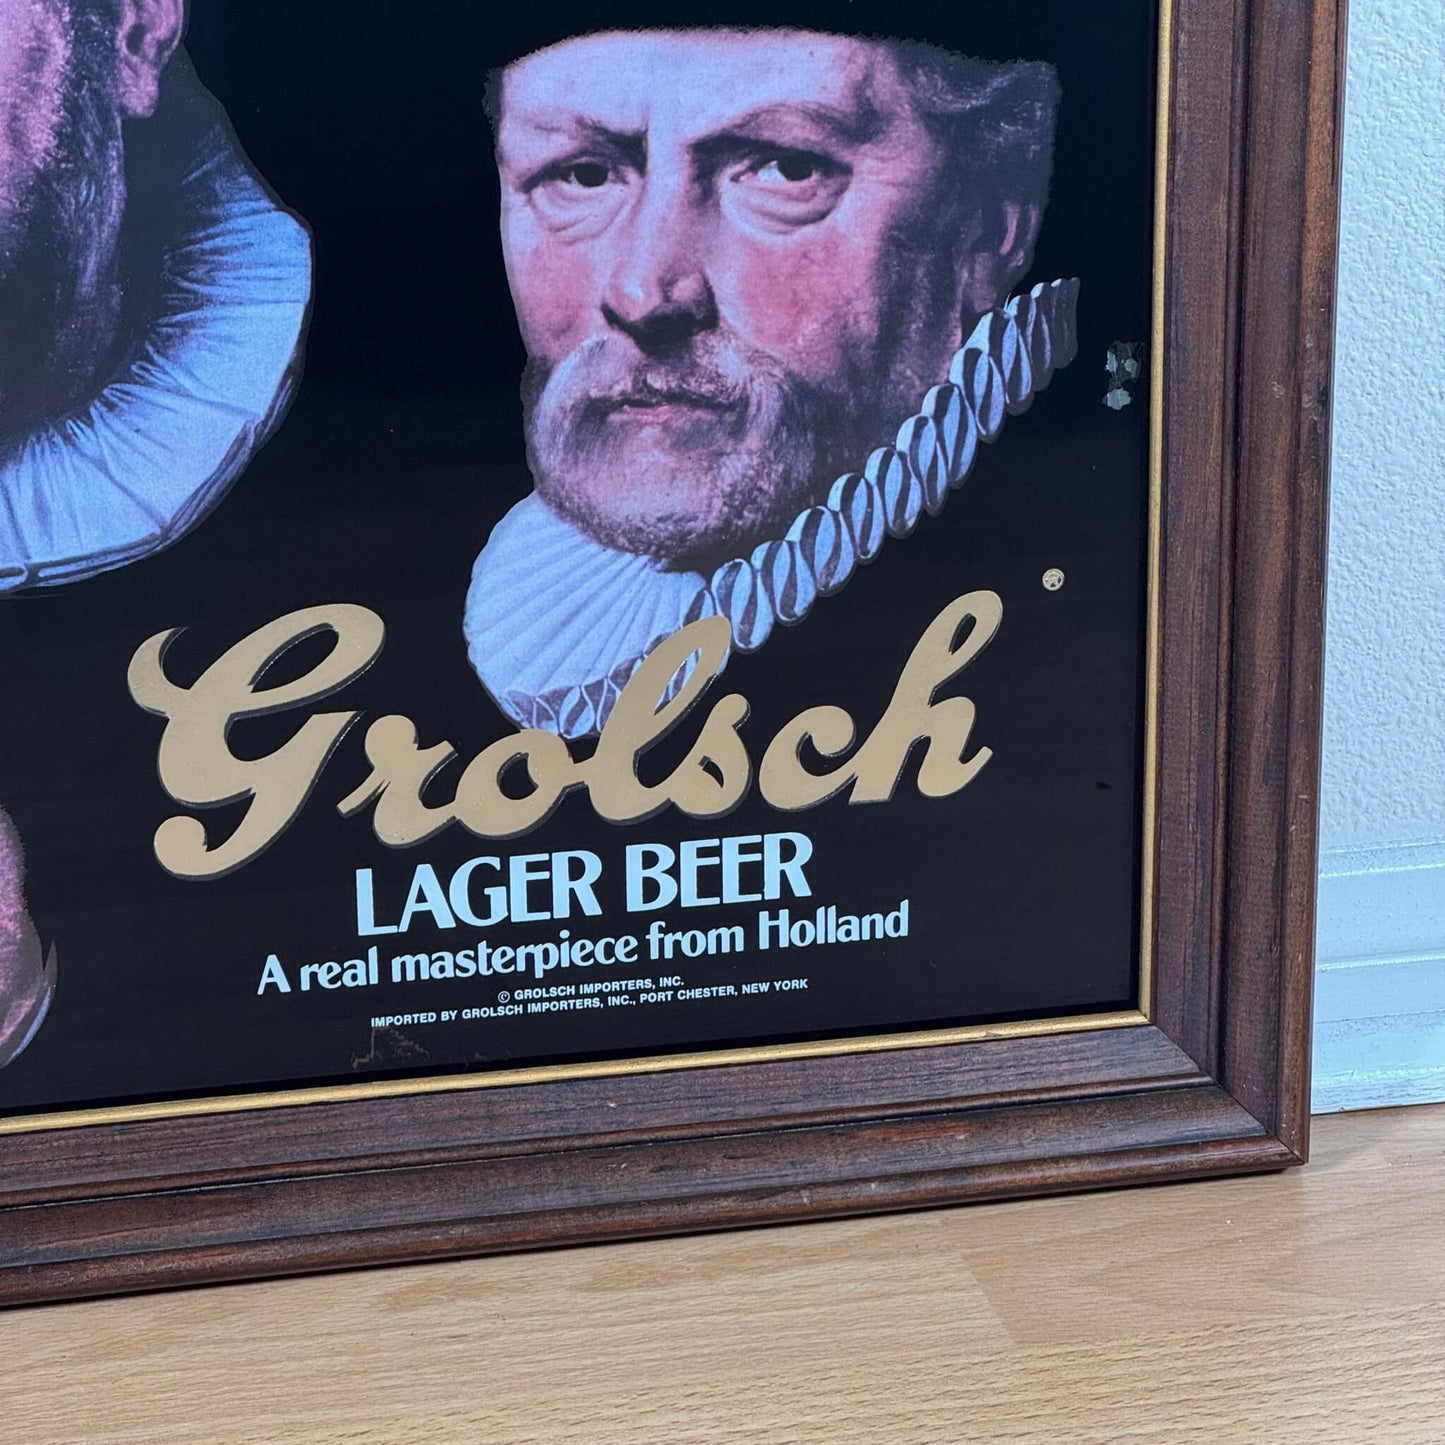 Grolsch®
LAGER BEER
A real masterpiece from Holland
© GROLSCH IMPORTERS, INC.
IMPORTED BY GROLSCH IMPORTERS, INC., PORT CHESTER, NEW YORK